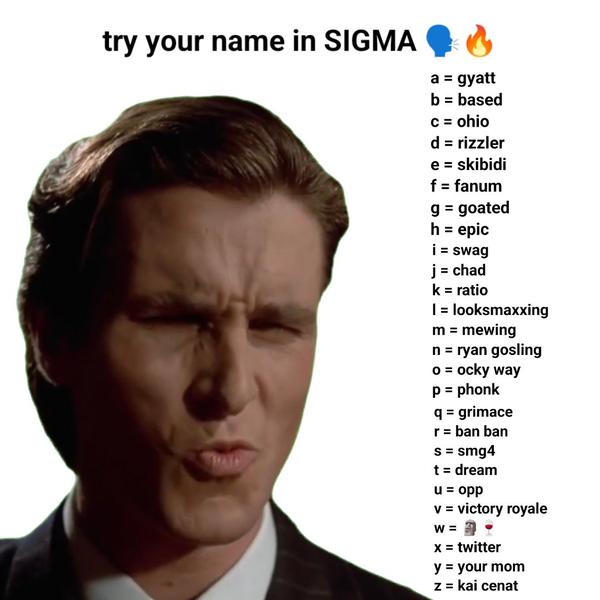 try your name in SIGMA 🗣️🔥
a = gyatt
b = based
c = ohio
d = rizzler
e = skibidi
f = fanum
g = goated
h = epic
i = swag
j = chad
k = ratio
l = looksmaxxing
m = mewing
n = ryan gosling
o = ocky way
p = phonk
q = grimace
r = ban ban
s = smg4
t = dream
u = opp
v = victory royale
w = 🗿🍷
x = twitter
y = your mom
z = kai cenat